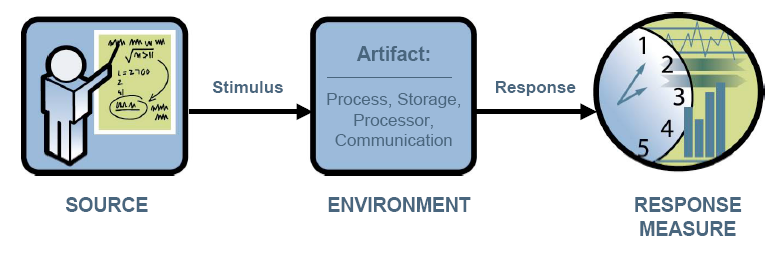 Artifact:
Process, Storage,
Processor,
Communication
Stimulus
Response
1
2
3
4
5
SOURCE
ENVIRONMENT
RESPONSE
MEASURE